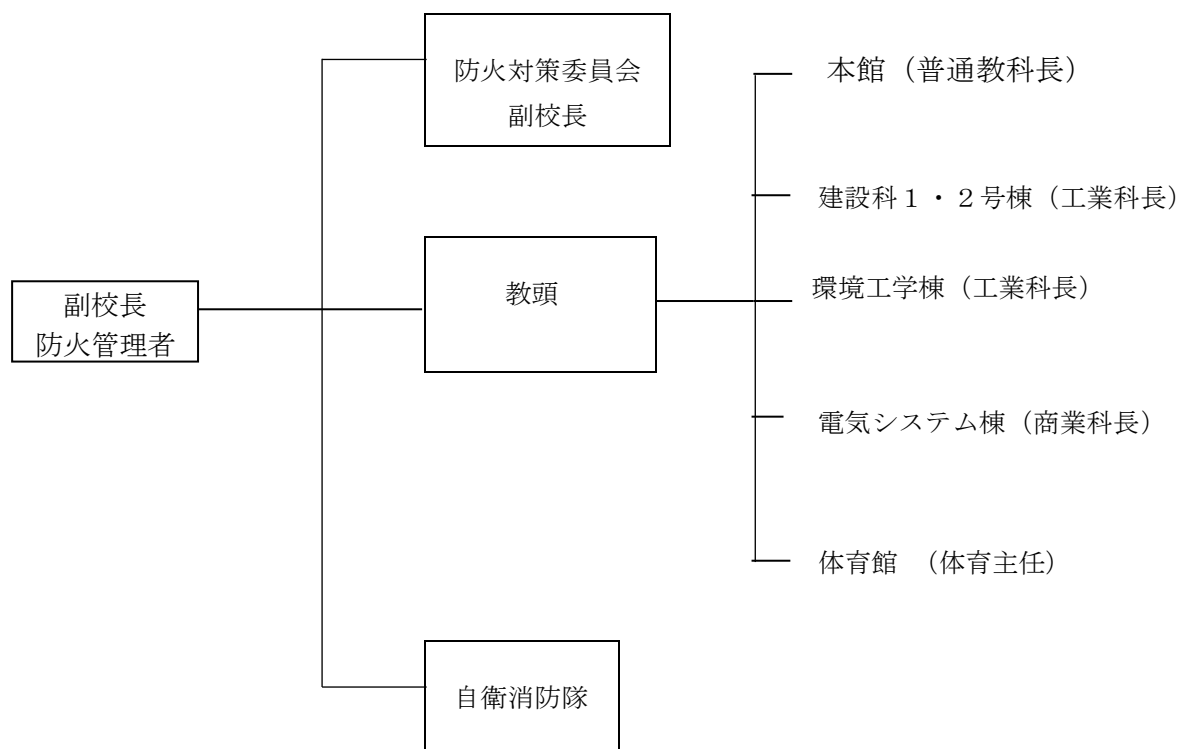 防火対策委員会
副校長
本館（普通教科長）
建設科１・２号棟（工業科長）
教頭
環境工学棟（工業科長）
副校長
防火管理者
電気システム棟（商業科長）
体育館　（体育主任）
自衛消防隊